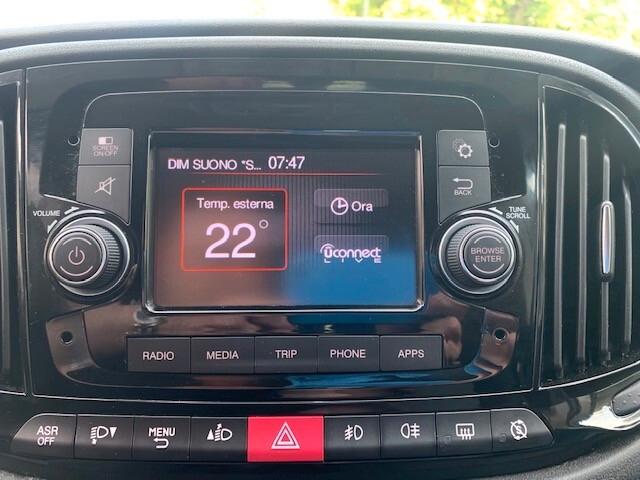 SCREEN
ON/OFF
DIM SUONO "S... 07:47
BACK
VOLUME
TUNE
SCROLL
Temp. esterna
22°
Ora
uconnect
LIVE
BROWSE
ENTER
RADIO
MEDIA
TRIP
PHONE
APPS
ASR
OFF
MENU